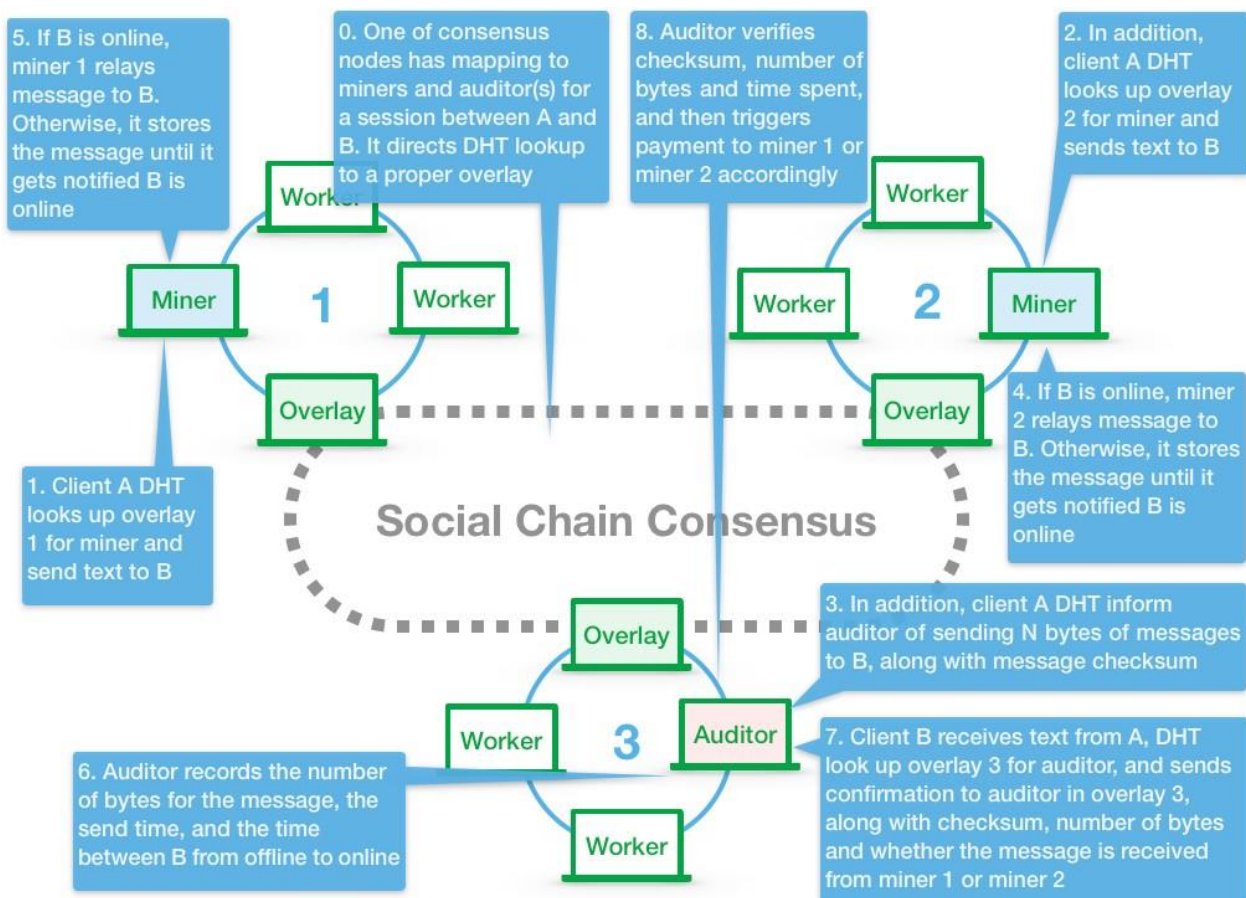 5. If B is online,
miner 1 relays
message to B.
Otherwise, it stores
the message until it
gets notified B is
online
0. One of consensus
nodes has mapping to
miners and auditor(s) for
a session between A and
B. It directs DHT lookup
to a proper overlay
8. Auditor verifies
checksum, number of
bytes and time spent,
and then triggers
payment to miner 1 or
miner 2 accordingly
2. In addition,
client A DHT
looks up overlay
2 for miner and
sends text to B
Worker
Miner
1
Worker
Overlay
Worker
Worker
2
Miner
Overlay
1. Client A DHT
looks up overlay
1 for miner and
send text to B
4. If B is online, miner
2 relays message to
B. Otherwise, it stores
the message until it
gets notified B is
online
Social Chain Consensus
Overlay
Worker
3
Auditor
Worker
3. In addition, client A DHT inform
auditor of sending N bytes of messages
to B, along with message checksum
6. Auditor records the number
of bytes for the message, the
send time, and the time
between B from offline to online
7. Client B receives text from A, DHT
look up overlay 3 for auditor, and sends
confirmation to auditor in overlay 3,
along with checksum, number of bytes
and whether the message is received
from miner 1 or miner 2